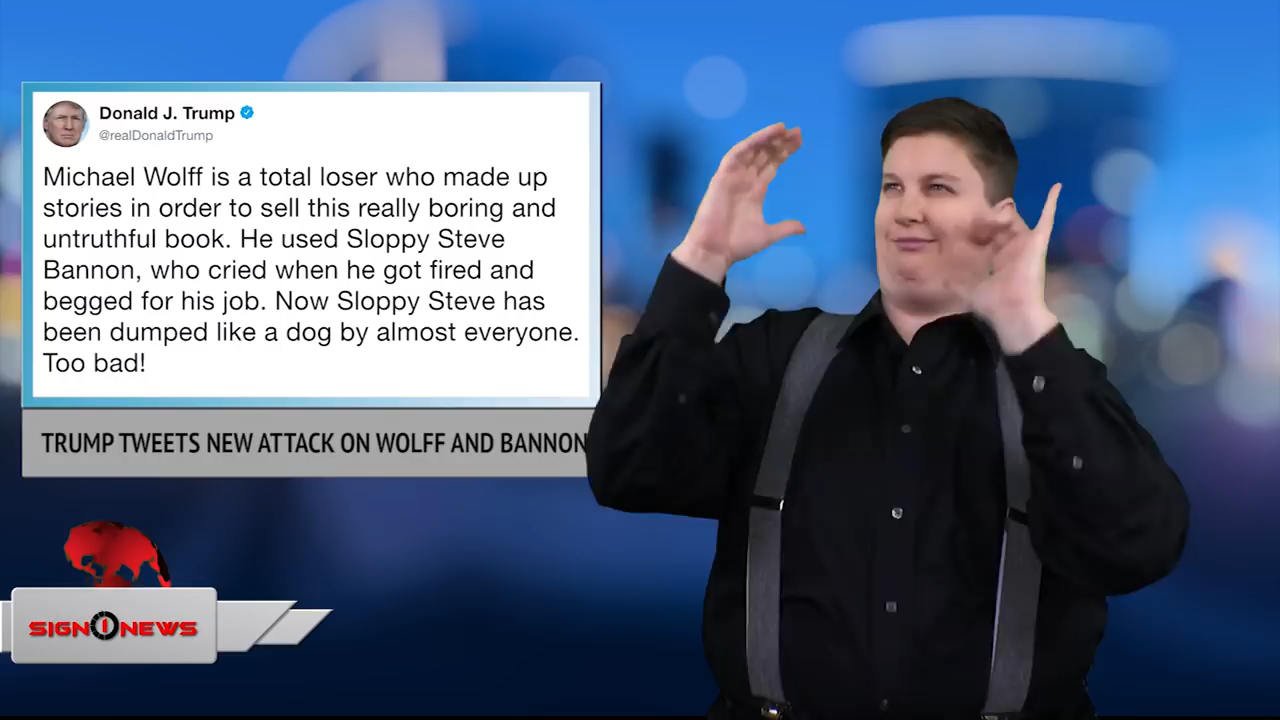 Donald J. Trump
@realDonaldTrump
Michael Wolff is a total loser who made up
stories in order to sell this really boring and
untruthful book. He used Sloppy Steve
Bannon, who cried when he got fired and
begged for his job. Now Sloppy Steve has
been dumped like a dog by almost everyone.
Too bad!
TRUMP TWEETS NEW ATTACK ON WOLFF AND BANNON
SIGN1NEWS